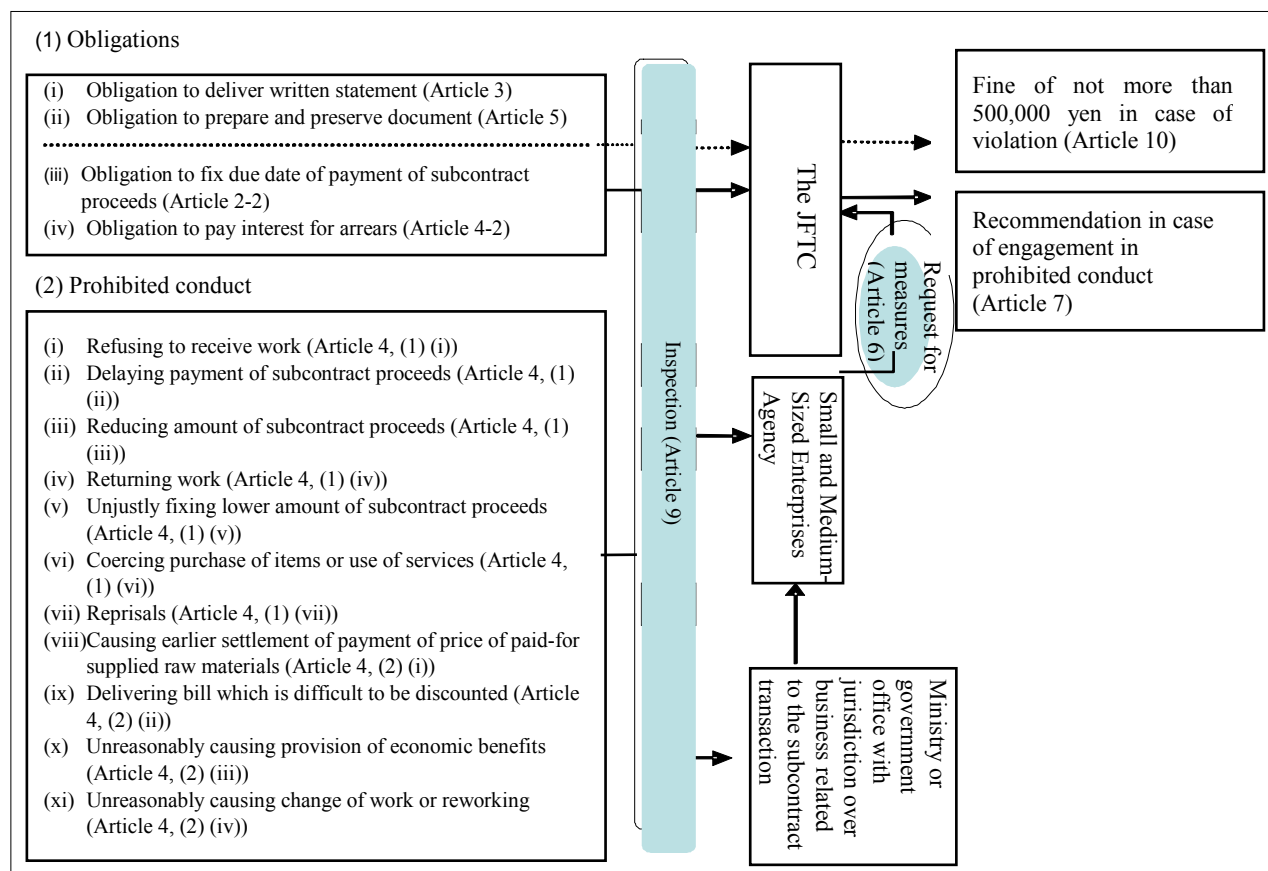 (1) Obligations
(i) Obligation to deliver written statement (Article 3)
(ii) Obligation to prepare and preserve document (Article 5)
(iii) Obligation to fix due date of payment of subcontract
proceeds (Article 2-2)
(iv) Obligation to pay interest for arrears (Article 4-2)
(2) Prohibited conduct
(i) Refusing to receive work (Article 4, (1) (i))
(ii) Delaying payment of subcontract proceeds (Article 4, (1)
(ii))
(iii) Reducing amount of subcontract proceeds (Article 4, (1)
(iii))
(iv) Returning work (Article 4, (1) (iv))
(v) Unjustly fixing lower amount of subcontract proceeds
(Article 4, (1) (v))
(vi) Coercing purchase of items or use of services (Article 4,
(1) (vi))
(vii) Reprisals (Article 4, (1) (vii))
(viii)Causing earlier settlement of payment of price of paid-for
supplied raw materials (Article 4, (2) (i))
(ix) Delivering bill which is difficult to be discounted (Article
4, (2) (ii))
(x) Unreasonably causing provision of economic benefits
(Article 4, (2) (iii))
(xi) Unreasonably causing change of work or reworking
(Article 4, (2) (iv))
Inspection (Article 9)
The JFTC
Request for
measures
(Article 6)
Small and Medium-
Sized Enterprises
Agency
Ministry or
government
office with
jurisdiction over
business related
to the subcontract
transaction
Fine of not more than
500,000 yen in case of
violation (Article 10)
Recommendation in case
of engagement in
prohibited conduct
(Article 7)